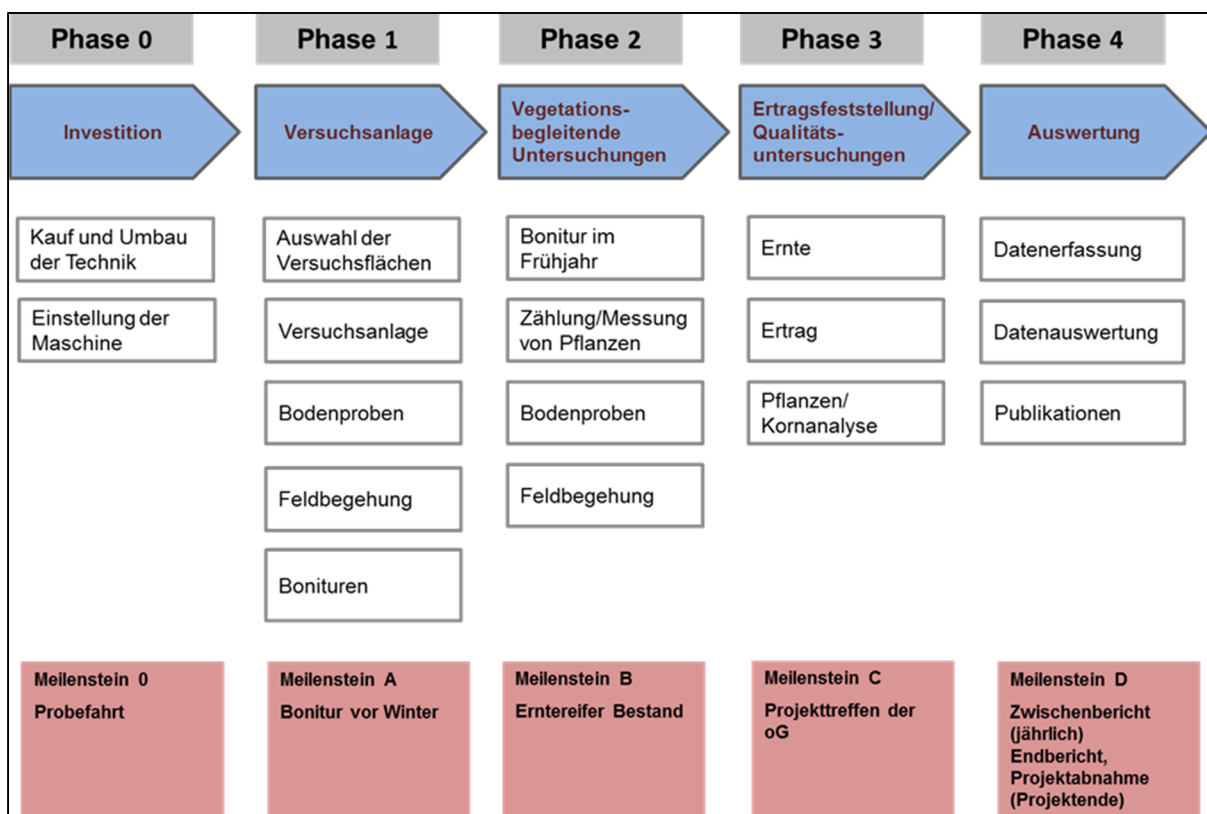 Phase 0
Phase 1
Phase 2
Phase 3
Phase 4
Investition
Versuchsanlage
Vegetations-
begleitende
Untersuchungen
Ertragsfeststellung/
Qualitäts-
untersuchungen
Auswertung
Kauf und Umbau
der Technik
Einstellung der
Maschine
Auswahl der
Versuchsflächen
Versuchsanlage
Bodenproben
Feldbegehung
Bonituren
Bonitur im
Frühjahr
Zählung/Messung
von Pflanzen
Bodenproben
Feldbegehung
Ernte
Ertrag
Pflanzen/
Kornanalyse
Datenerfassung
Datenauswertung
Publikationen
Meilenstein 0
Probefahrt
Meilenstein A
Bonitur vor Winter
Meilenstein B
Erntereifer Bestand
Meilenstein C
Projekttreffen der
oG
Meilenstein D
Zwischenbericht
(jährlich)
Endbericht,
Projektabnahme
(Projektende)